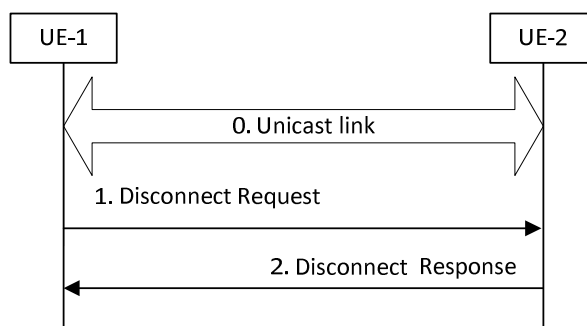 UE-1
UE-2
0. Unicast link
1. Disconnect Request
2. Disconnect Response